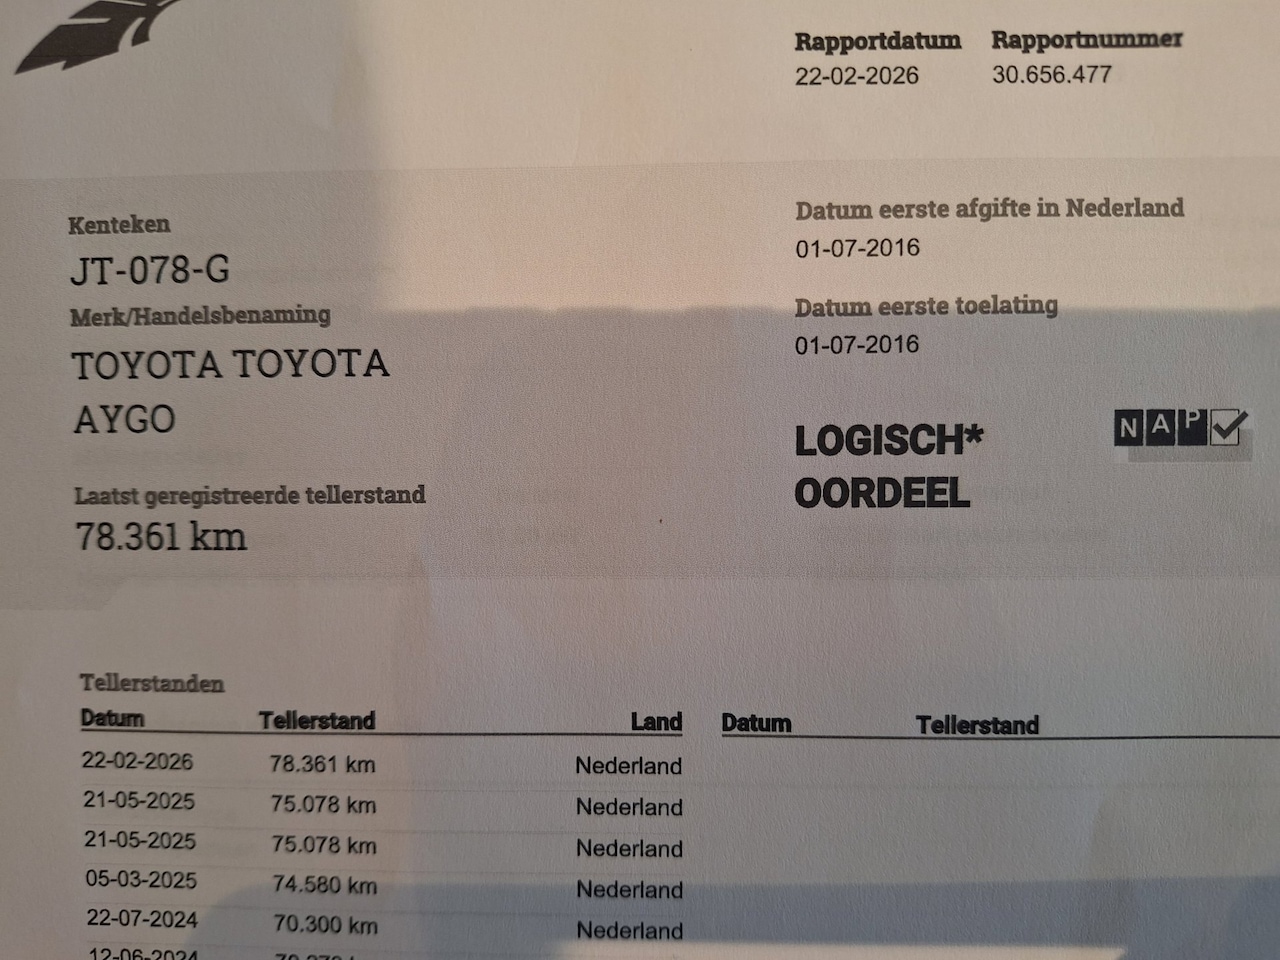 Rapportdatum Rapportnummer
22-02-2026 30.656.477
Kenteken
JT-078-G
Merk/Handelsbenaming
TOYOTA TOYOTA
AYGO
Laatst geregistreerde tellerstand
78.361 km
Datum eerste afgifte in Nederland
01-07-2016
Datum eerste toelating
01-07-2016
LOGISCH*
OORDEEL
NAP
Tellerstanden
Datum Tellerstand Land Datum Tellerstand
22-02-2026 78.361 km Nederland
21-05-2025 75.078 km Nederland
21-05-2025 75.078 km Nederland
05-03-2025 74.580 km Nederland
22-07-2024 70.300 km Nederland
12-06-2024